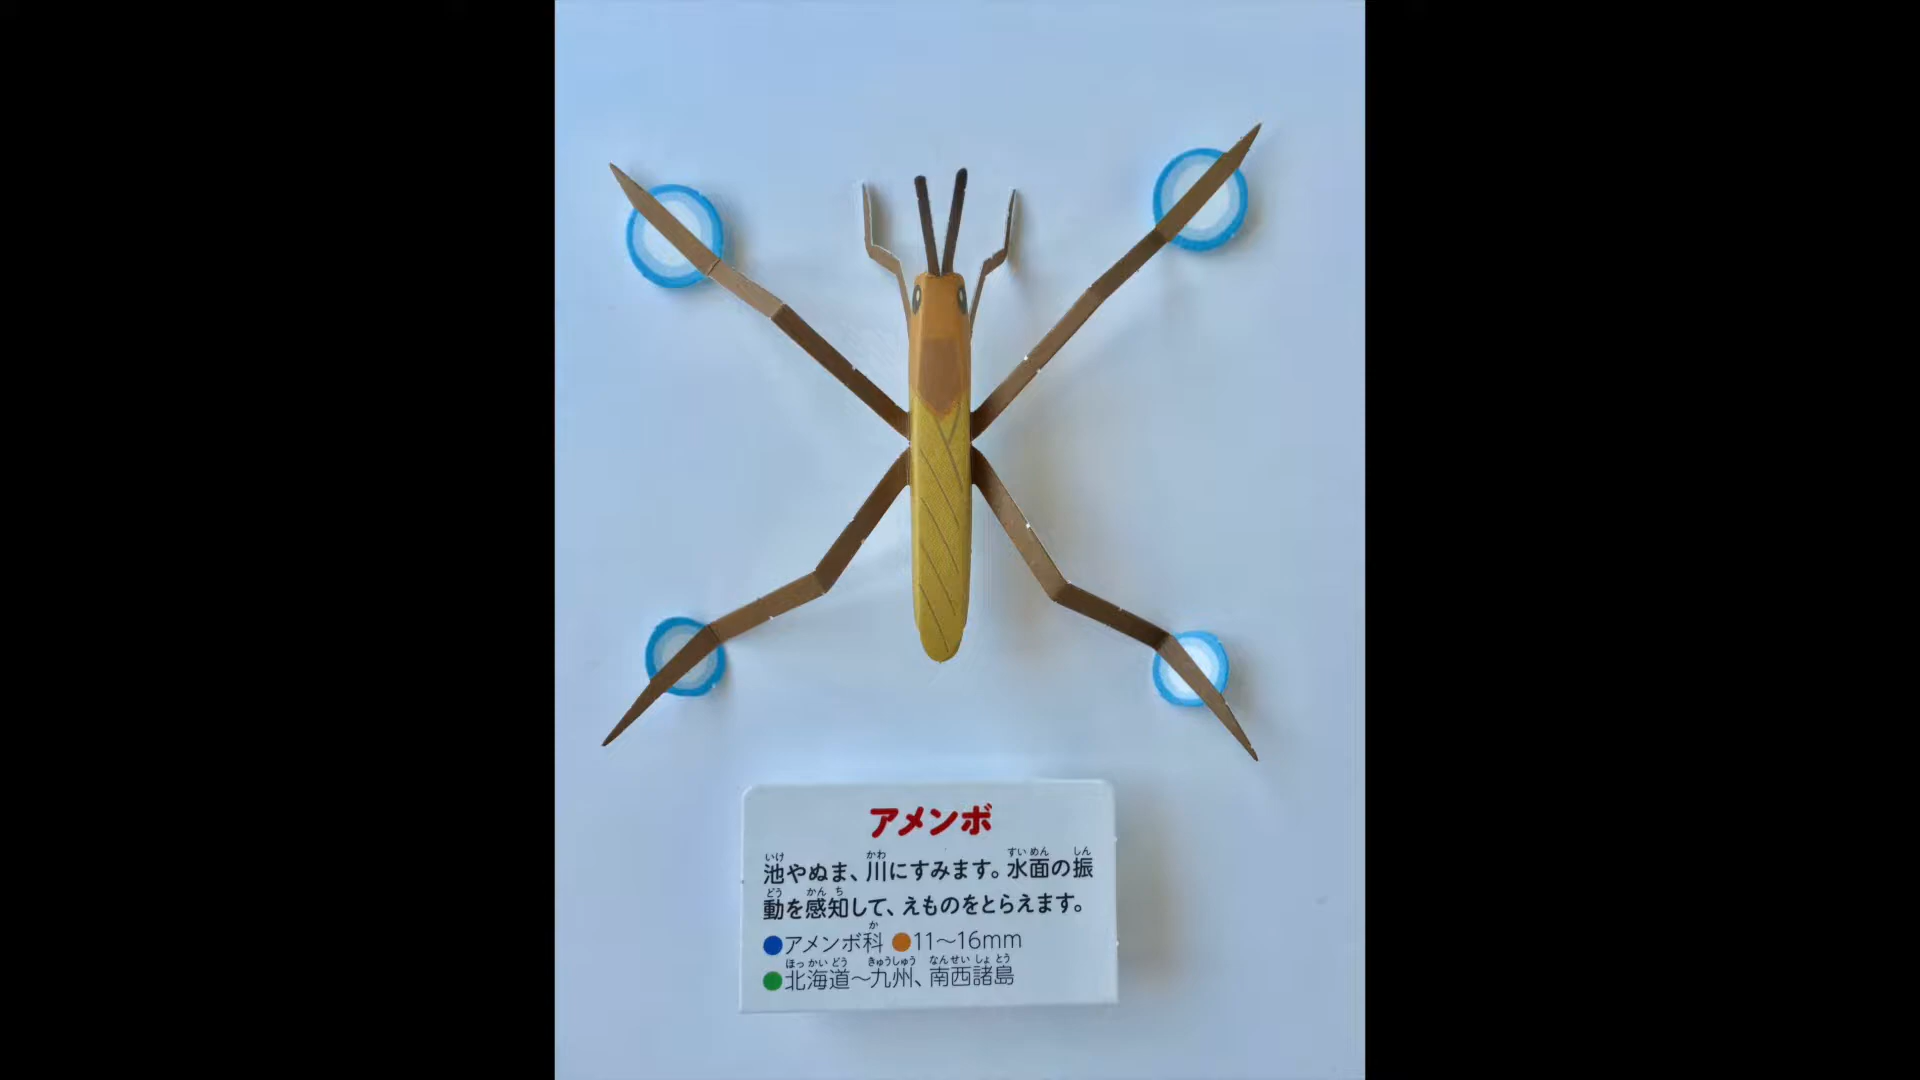 アメンボ
池やぬま、川にすみます。水面の振
動を感知して、えものをとらえます。
●アメンボ科 ●11〜16mm
●北海道〜九州、南西諸島